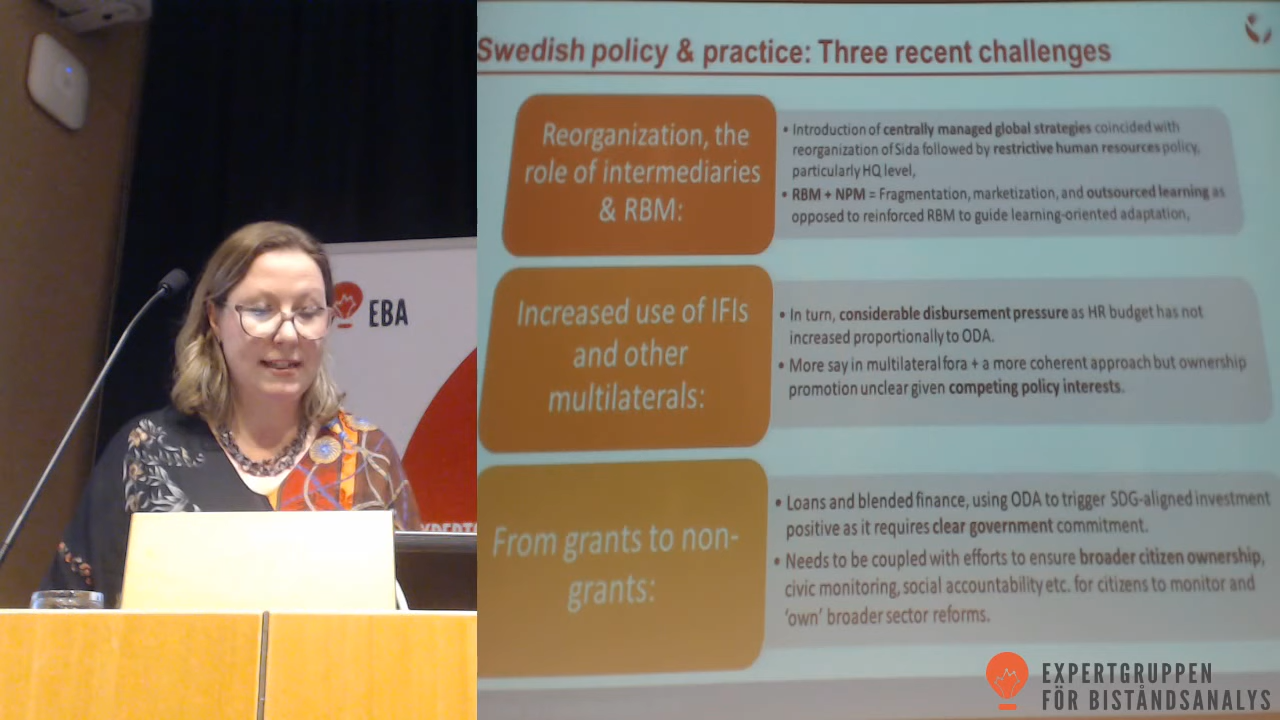 Swedish policy & practice: Three recent challenges
Reorganization, the
role of intermediaries
& RBM:
• Introduction of centrally managed global strategies coincided with
reorganization of Sida followed by restrictive human resources policy,
particularly HQ level,
• RBM + NPM = Fragmentation, marketization, and outsourced learning as
opposed to reinforced RBM to guide learning-oriented adaptation,
Increased use of IFIs
and other
multilaterals:
• In turn, considerable disbursement pressure as HR budget has not
increased proportionally to ODA.
• More say in multilateral fora + a more coherent approach but ownership
promotion unclear given competing policy interests.
From grants to non-
grants:
• Loans and blended finance, using ODA to trigger SDG-aligned investment
positive as it requires clear government commitment.
• Needs to be coupled with efforts to ensure broader citizen ownership,
civic monitoring, social accountability etc. for citizens to monitor and
‘own’ broader sector reforms.
EBA
EXPERTGRUPPEN
FÖR BISTÅNDSANALYS